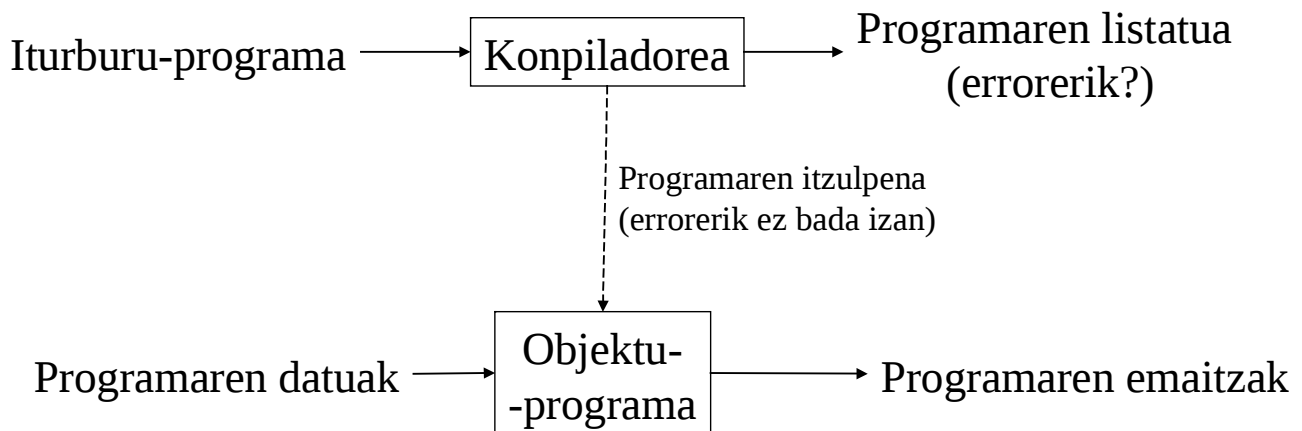 Iturburu-programa
Konpiladorea
Programaren listatua
(errorerik?)
Programaren itzulpena
(errorerik ez bada izan)
Programaren datuak
Objektu-
-programa
Programaren emaitzak